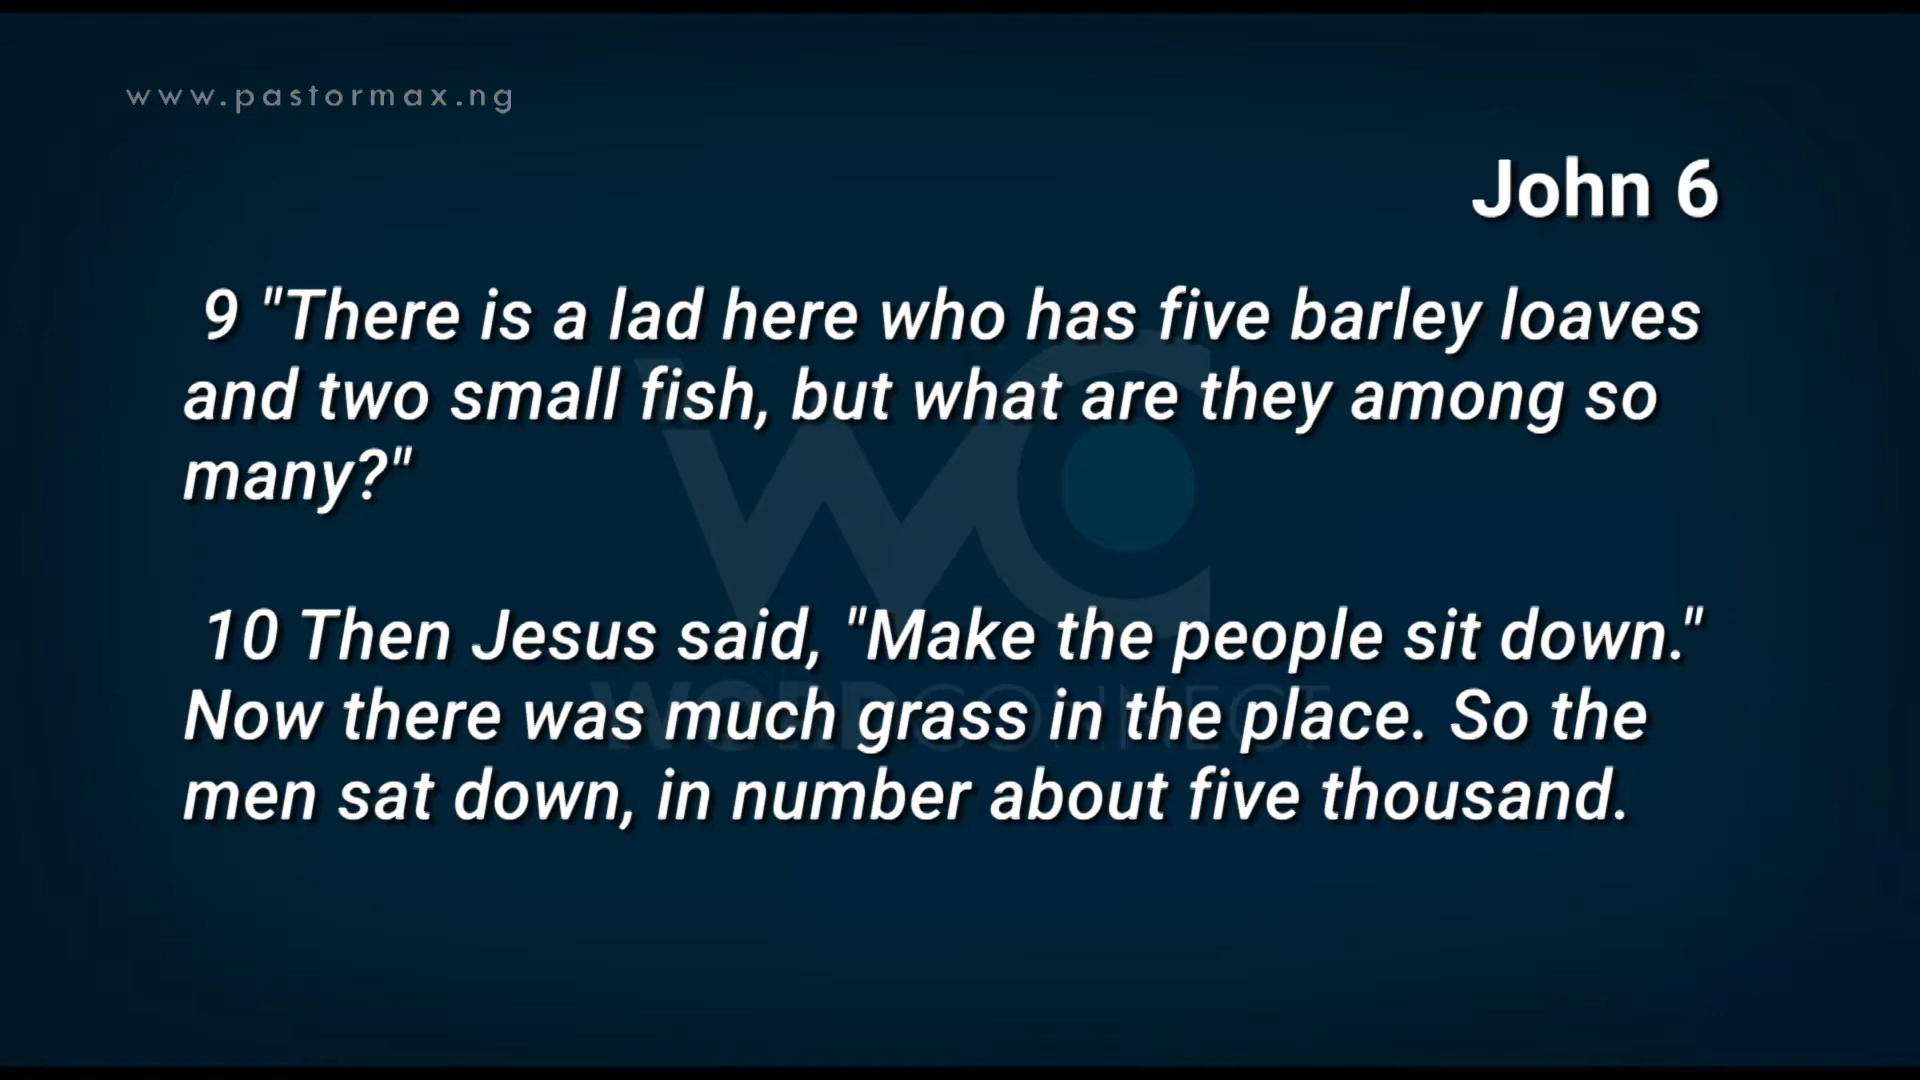 www.pastormax.ng
John 6
9 "There is a lad here who has five barley loaves
and two small fish, but what are they among so
many?"
10 Then Jesus said, "Make the people sit down."
Now there was much grass in the place. So the
men sat down, in number about five thousand.
WC
WORDCONNECT